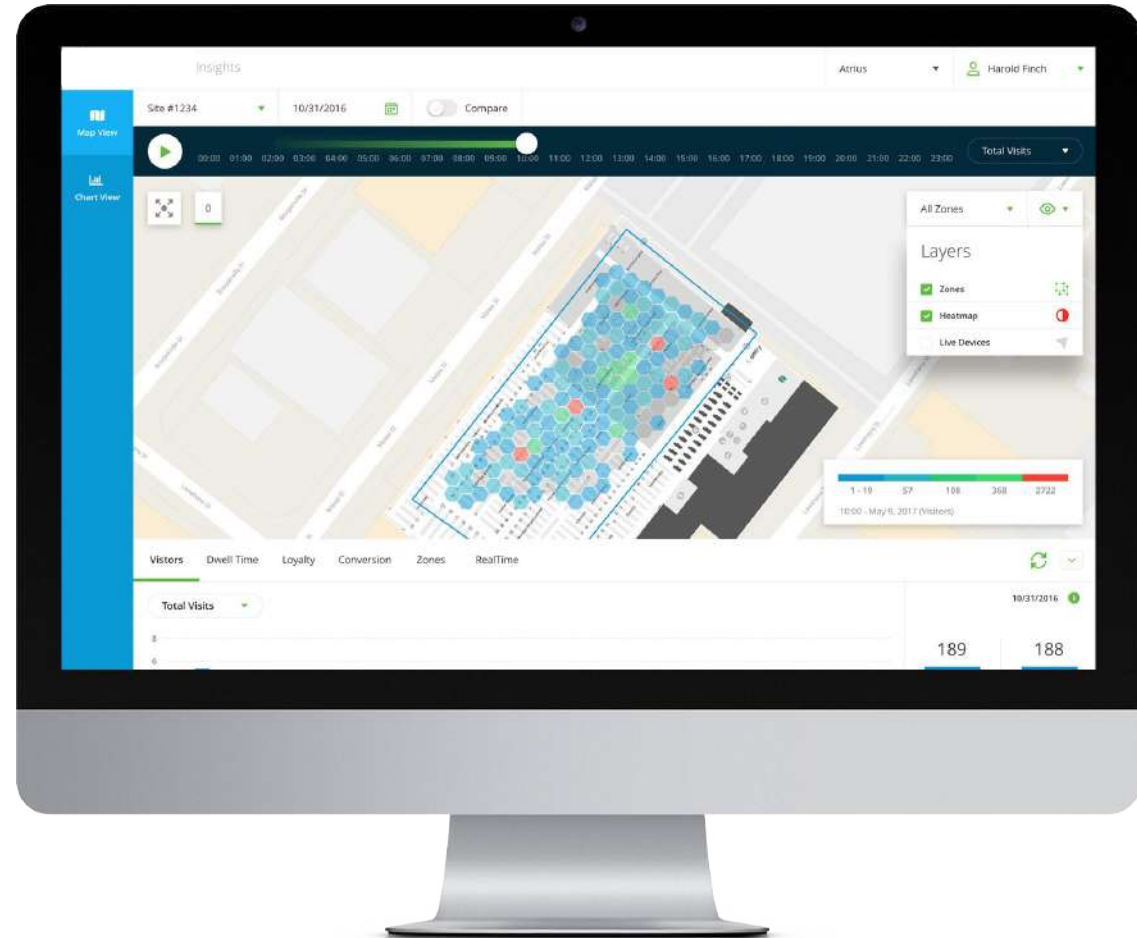 Insights
Atrius
Harold Finch
Map View
Chart View
Site #1234
10/31/2016
Compare
00:00 01:00 02:00 03:00 04:00 05:00 06:00 07:00 08:00 09:00 10:00 11:00 12:00 13:00 14:00 15:00 16:00 17:00 18:00 19:00 20:00 21:00 22:00 23:00
Total Visits
0
All Zones
Layers
Zones
Heatmap
Live Devices
1 - 19 57 108 368 2722
10:00 - May 9, 2017 (Visitors)
Vistors Dwell Time Loyalty Conversion Zones RealTime
Total Visits
10/31/2016
8
6
189
188